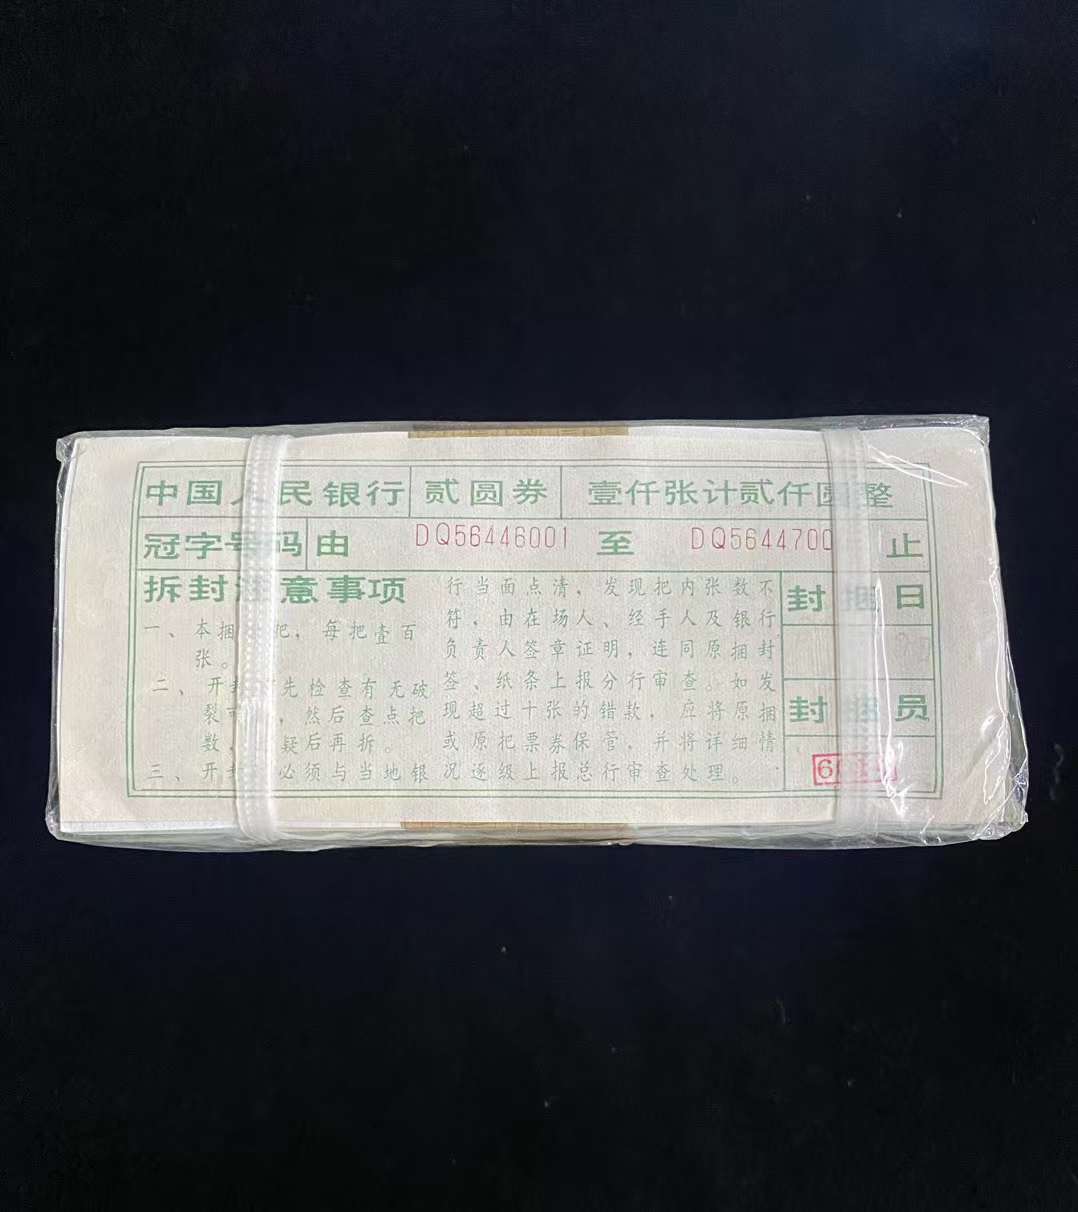 中国人民银行 贰圆券 壹仟张计贰仟圆整
冠字号码 由 DQ56446001 至 DQ5644700 止
拆封注意事项
一、本捆 把，每把壹百
张。
二、开封 先检查有无破
裂可 ，然后查点把
数， 疑后再拆。
三、开 必须与当地银
行当面点清，发现把内张数不
符，由在场人、经手人及银行
负责人签章证明，连同原捆封
签、纸条上报分行审查。如发
现超过十张的错款，应将原捆
或原把票券保管，并将详细情
况逐级上报总行审查处理。
封捆日
封 员
6